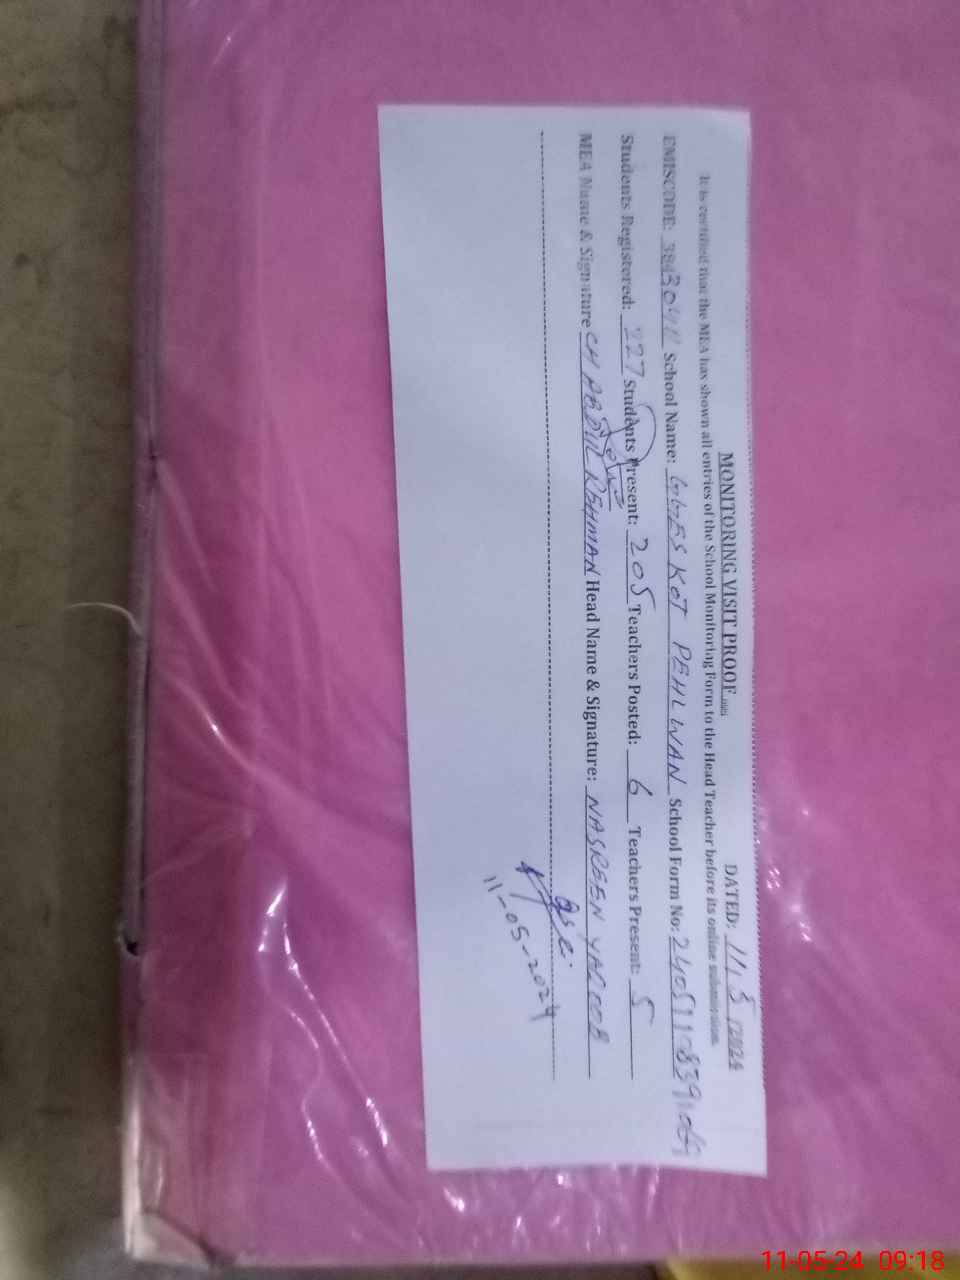 MONITORING VISIT PROOF DATED: 11/5/2024
It is certified that the MEA has shown all entries of the School Monitoring Form to the Head Teacher before its online submission.
EMISCODE: School Name: GGES KOT PEHLWAN School Form No:
Students Registered: 227 Students Present: 205 Teachers Posted: 6 Teachers Present: 5
MEA Name & Signature CH ABDUL REHMAN Head Name & Signature: NASREEN YAQOOB
11-05-2024
11-05-24 09:18